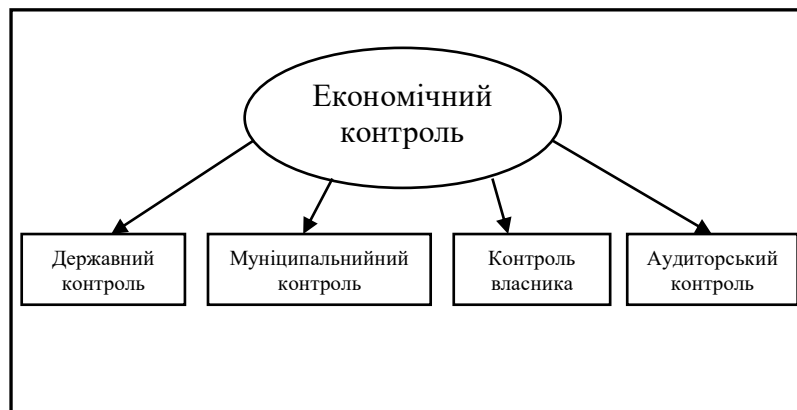 Економічний
контроль
Державний
контроль
Муніципальнийний
контроль
Контроль
власника
Аудиторський
контроль